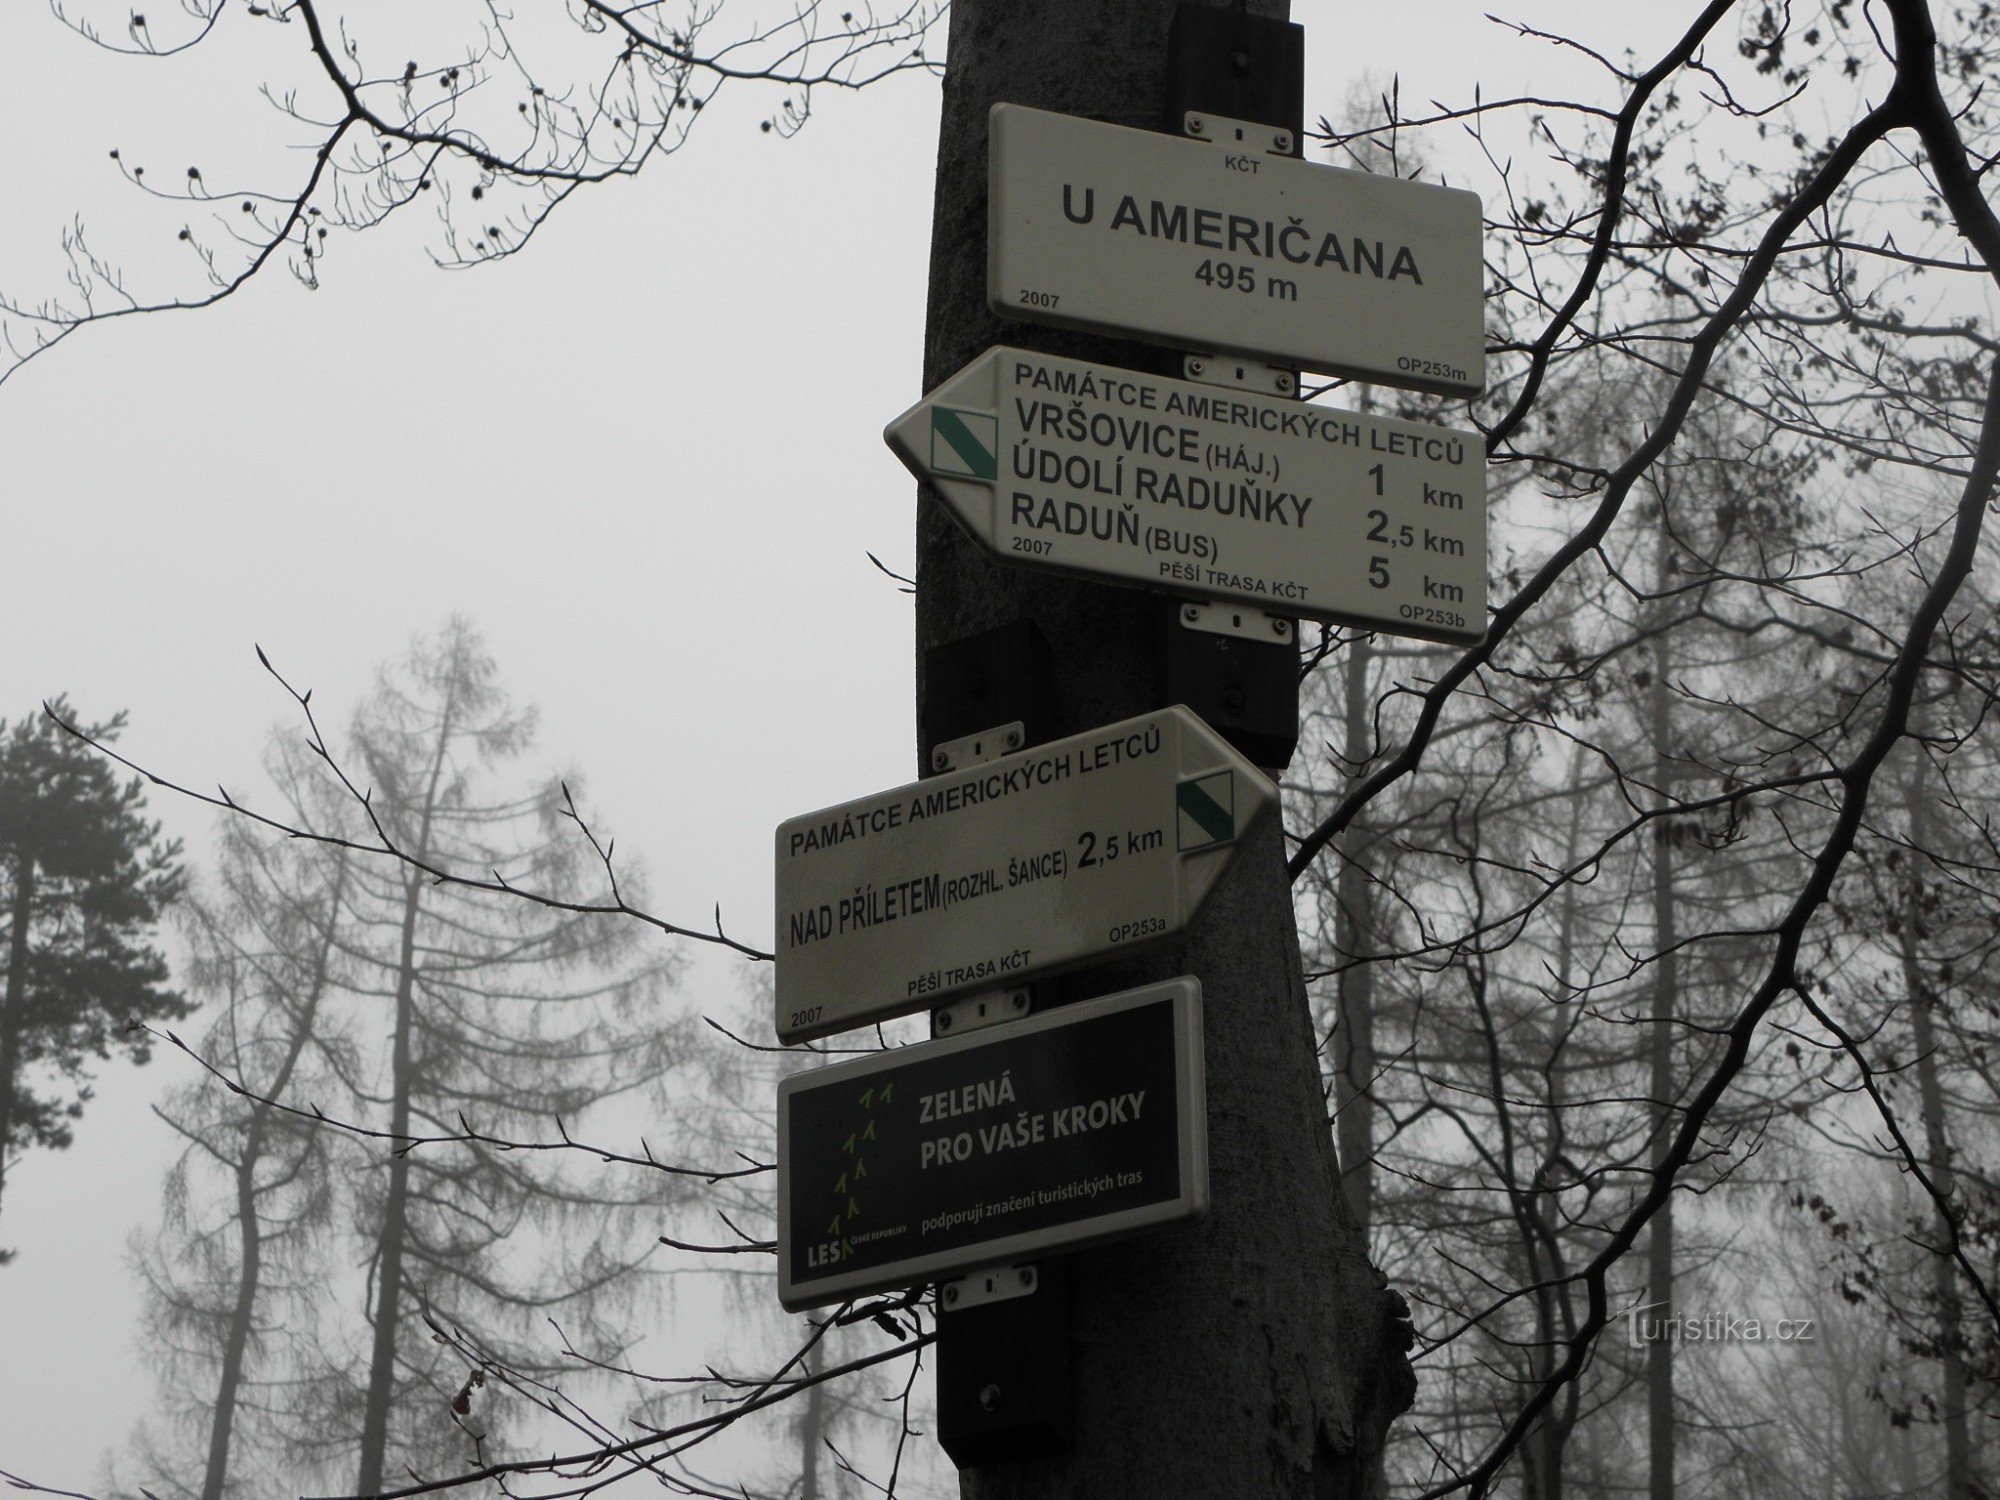 KČT
U AMERIČANA
495 m
2007
OP253m
PAMÁTCE AMERICKÝCH LETCŮ
VRŠOVICE (HÁJ.) 1 km
ÚDOLÍ RADUŇKY 2,5 km
RADUŇ (BUS) 5 km
2007
PĚŠÍ TRASA KČT
OP253b
PAMÁTCE AMERICKÝCH LETCŮ
NAD PŘÍLETEM (ROZHL. ŠANCE) 2,5 km
OP253a
PĚŠÍ TRASA KČT
2007
ZELENÁ
PRO VAŠE KROKY
podporují značení turistických tras
LESY ČESKÉ REPUBLIKY
Turistika.cz